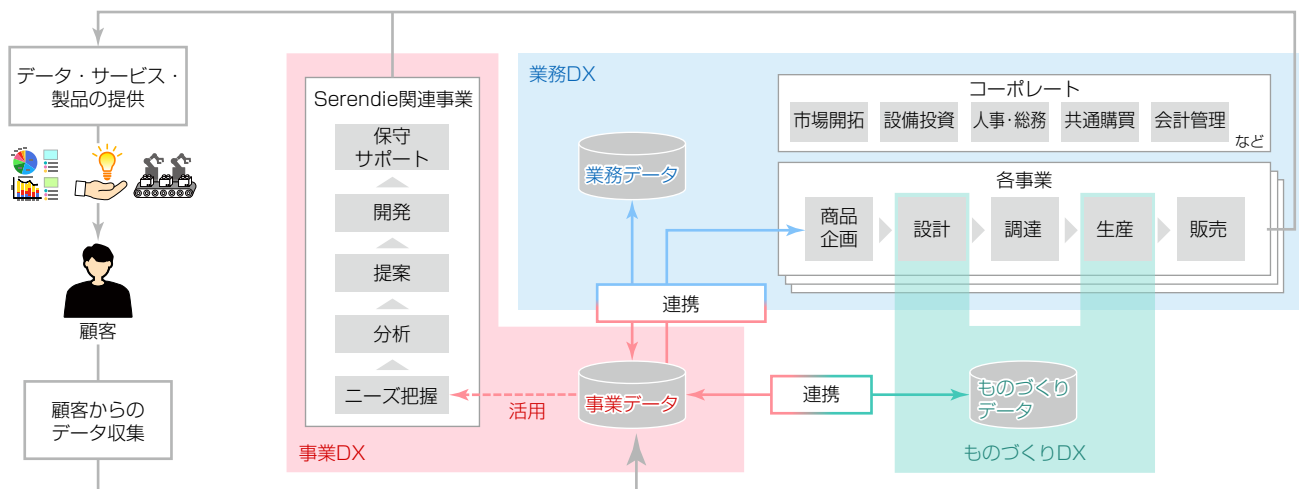 データ・サービス・
製品の提供
顧客
顧客からの
データ収集
Serendie関連事業
保守
サポート
開発
提案
分析
ニーズ把握
事業DX
活用
事業データ
業務DX
業務データ
連携
コーポレート
市場開拓
設備投資
人事・総務
共通購買
会計管理
など
各事業
商品
企画
設計
調達
生産
販売
連携
ものづくり
データ
ものづくりDX